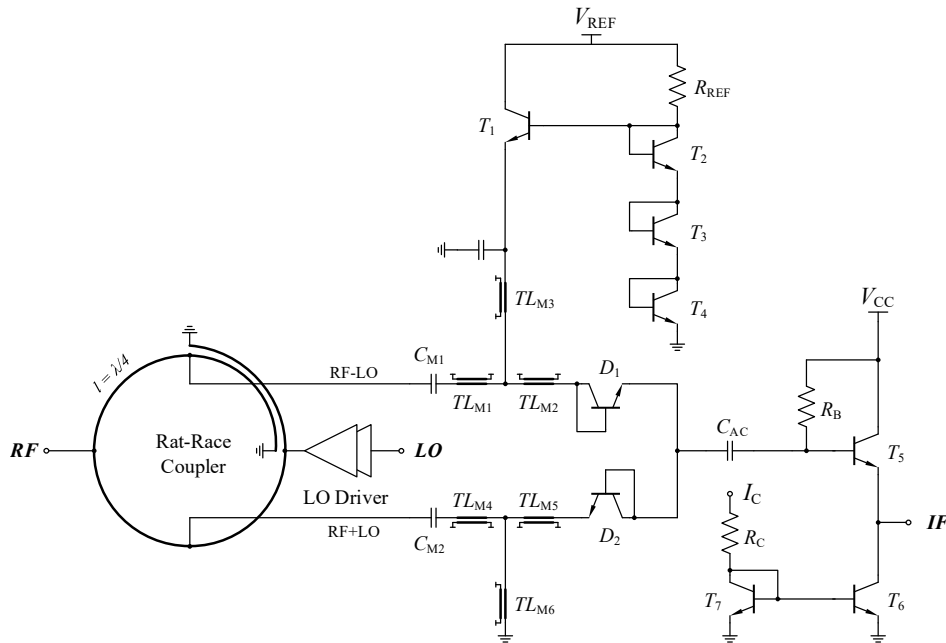 V_REF
R_REF
T_1
T_2
T_3
TL_M3
T_4
V_CC
l = λ/4
C_M1
D_1
RF-LO
TL_M1
TL_M2
R_B
C_AC
RF
Rat-Race
Coupler
LO
T_5
LO Driver
TL_M4
TL_M5
I_C
RF+LO
C_M2
D_2
IF
R_C
TL_M6
T_7
T_6